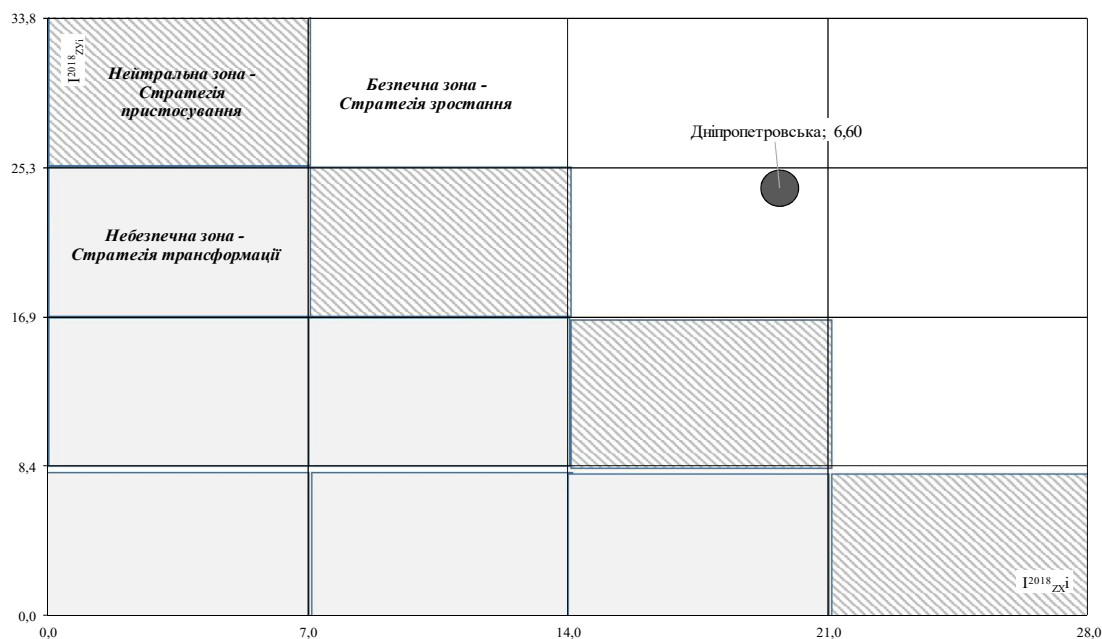 33,8
I²⁰¹⁸ZYi
Нейтральна зона -
Стратегія
пристосування
Безпечна зона -
Стратегія зростання
Дніпропетровська; 6,60
25,3
Небезпечна зона -
Стратегія трансформації
16,9
8,4
I²⁰¹⁸ZXi
0,0
0,0 7,0 14,0 21,0 28,0